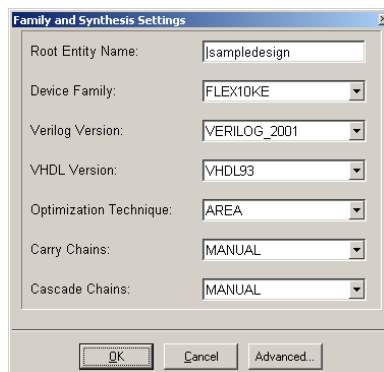 Family and Synthesis Settings
Root Entity Name: sampledesign
Device Family: FLEX10KE
Verilog Version: VERILOG_2001
VHDL Version: VHDL93
Optimization Technique: AREA
Carry Chains: MANUAL
Cascade Chains: MANUAL
OK Cancel Advanced...